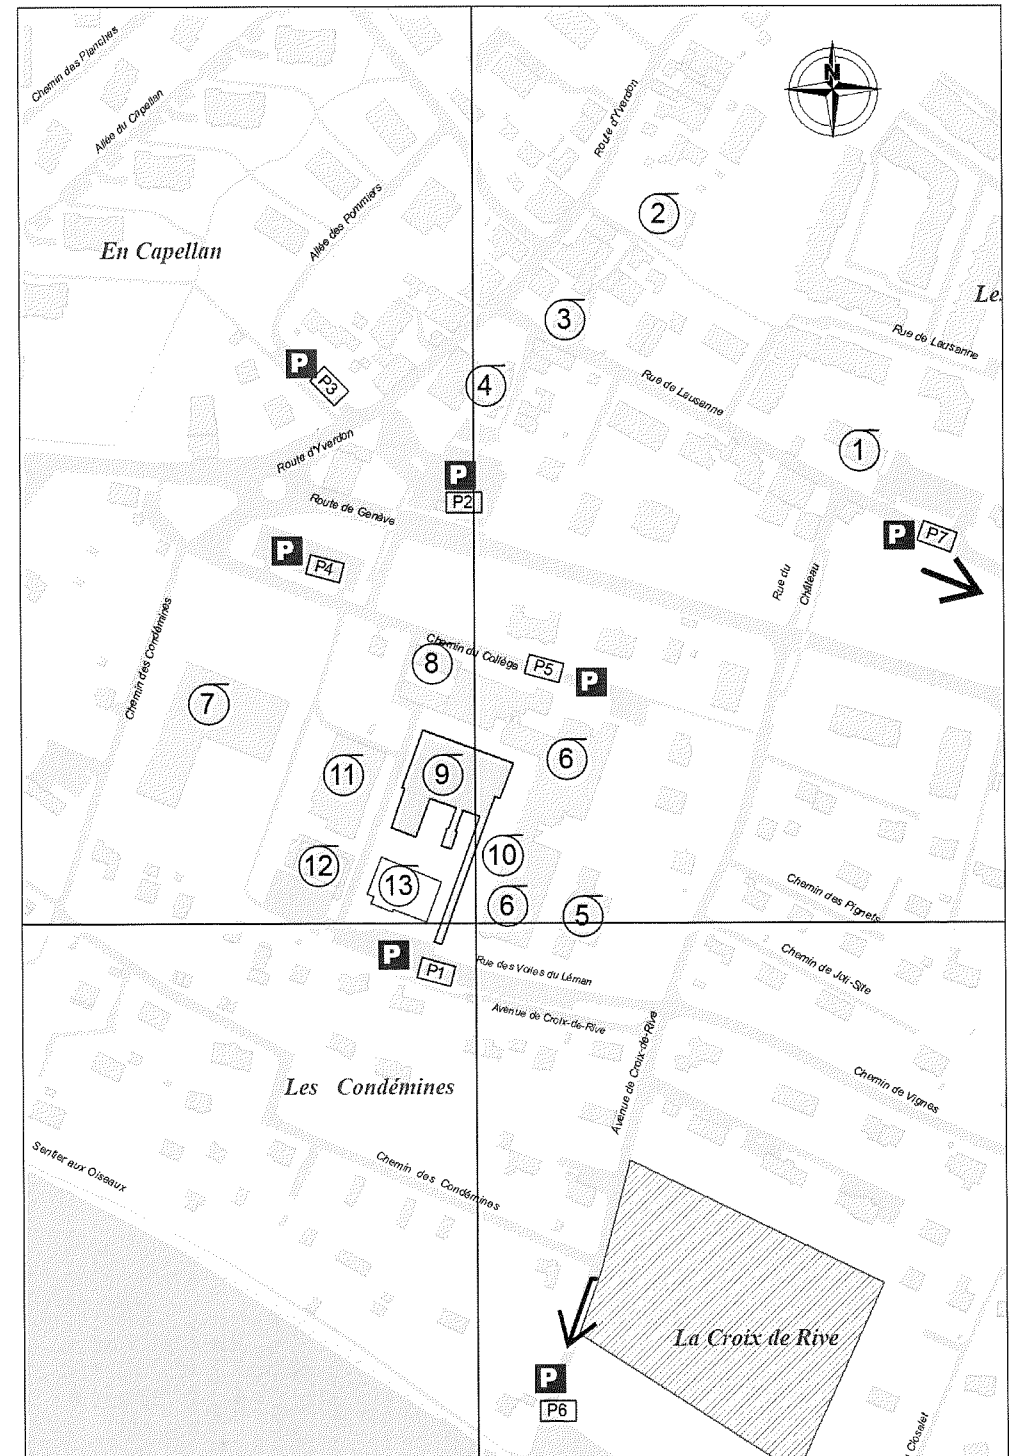 Chemin des Planches
Allée du Capellan
Route d'Yverdon
N
Allée des Pommiers
2
En Capellan
Les
3
Rue de Lausanne
P
P3
4
Rue de Lausanne
1
Route d'Yverdon
P
P2
Route de Genève
P
P7
P
P4
Rue du
Château
Chemin des Condémines
Chemin du Collège
8
P5
P
7
6
11
9
10
12
13
6
5
Chemin des Pignets
P
P1
Rue des Voies du Léman
Chemin de Joli-Site
Avenue de Croix-de-Rive
Avenue de Croix-de-Rive
Chemin de Vignes
Les Condémines
Sentier aux Oiseaux
Chemin des Condémines
La Croix de Rive
P
P6
Closalet